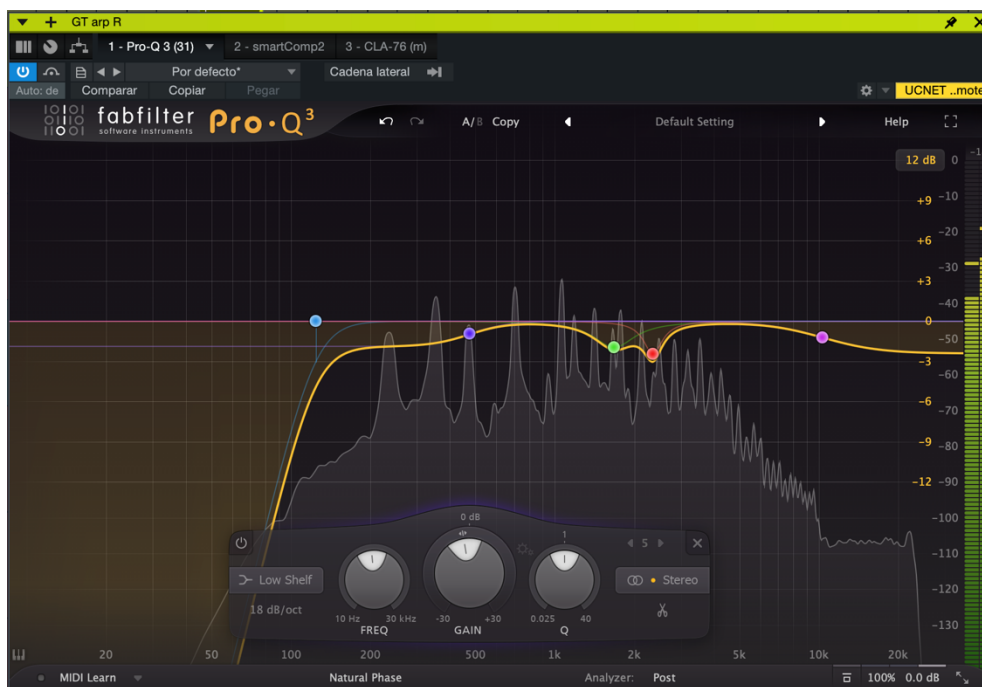 GT arp R
1 - Pro-Q 3 (31) 2 - smartComp2 3 - CLA-76 (m)
Por defecto* Cadena lateral
Auto: de Comparar Copiar Pegar UCNET ..mote
fabfilter Pro·Q3
software instruments
A/B Copy Default Setting Help
12 dB 0
+9 -10
+6 -20
+3 -30
0 -50
-3 -60
-6 -70
-9 -80
-12 -90
-100
-110
-120
-130
0 dB 1 5
Low Shelf Stereo
18 dB/oct
10 Hz 30 kHz -30 +30 0.025 40
FREQ GAIN Q
20 50 100 200 500 1k 2k 5k 10k 20k
MIDI Learn Natural Phase Analyzer: Post 100% 0.0 dB